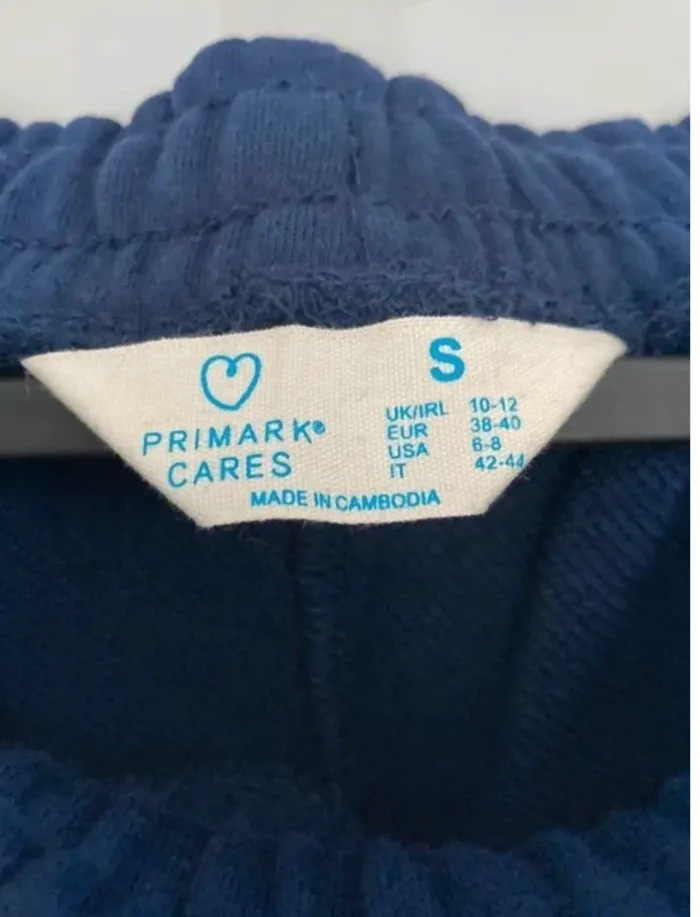 S
PRIMARK®
CARES
UK/IRL 10-12
EUR 38-40
USA 6-8
IT 42-44
MADE IN CAMBODIA